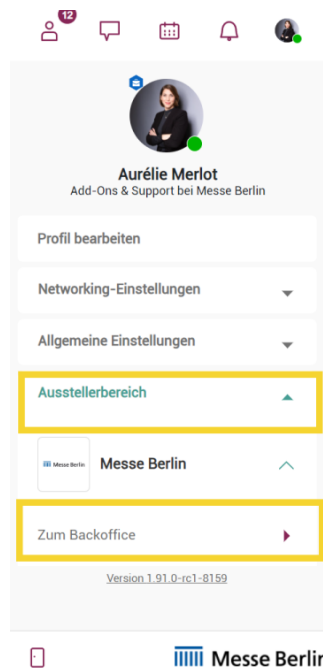 12
Aurélie Merlot
Add-Ons & Support bei Messe Berlin
Profil bearbeiten
Networking-Einstellungen
Allgemeine Einstellungen
Ausstellerbereich
Messe Berlin
Messe Berlin
Zum Backoffice
Version 1.91.0-rc1-8159
Messe Berlin